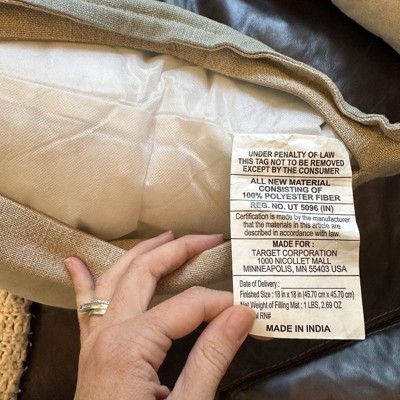 UNDER PENALTY OF LAW
THIS TAG NOT TO BE REMOVED
EXCEPT BY THE CONSUMER
ALL NEW MATERIAL
CONSISTING OF
100% POLYESTER FIBER
REG. NO. UT 5096 (IN)
Certification is made by the manufacturer
that the materials in this article are
described in accordance with law.
MADE FOR :
TARGET CORPORATION
1000 NICOLLET MALL
MINNEAPOLIS, MN 55403 USA
Date of Delivery :
Finished Size : 18 in x 18 in (45.70 cm x 45.70 cm)
Net Weight of Filling Mat : 1 LBS, 2.69 OZ
RN#
MADE IN INDIA